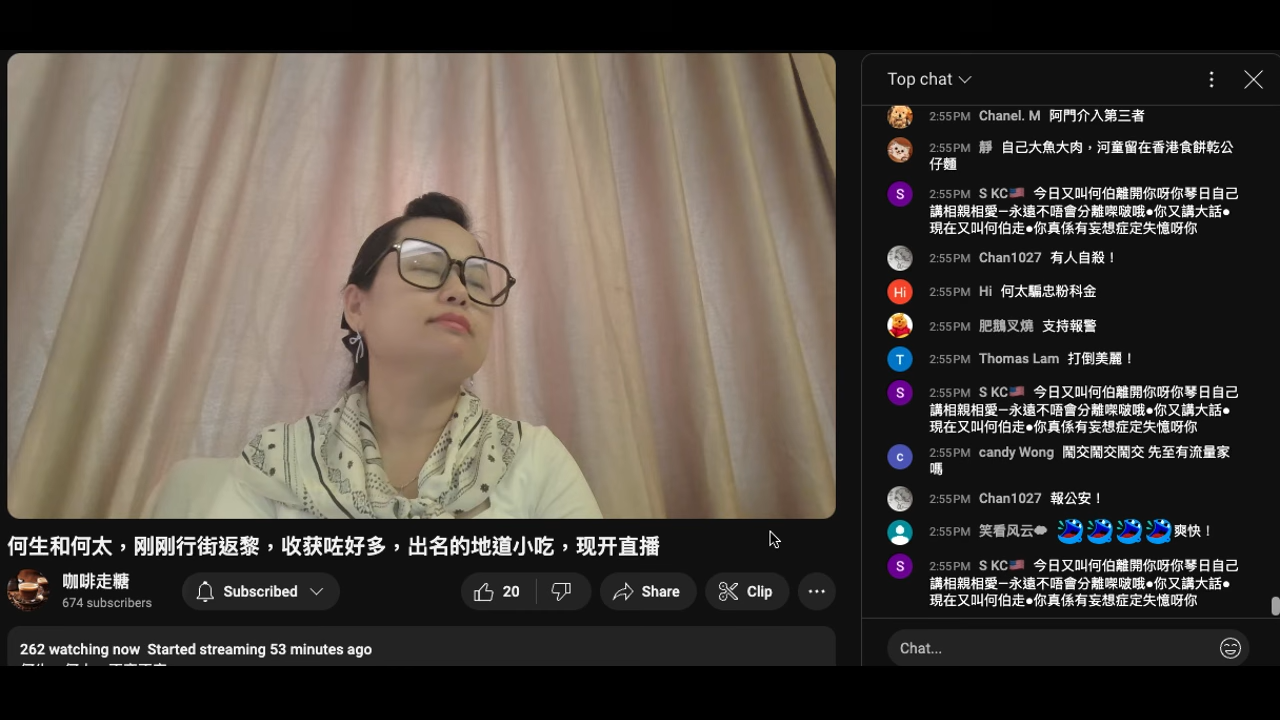 何生和何太，刚刚行街返黎，收获咗好多，出名的地道小吃，现开直播
咖啡走糖
674 subscribers
Subscribed
20
Share
Clip
262 watching now Started streaming 53 minutes ago
Top chat
2:55PM Chanel. M 阿門介入第三者
2:55PM 靜 自己大魚大肉，河童留在香港食餅乾公
仔麵
S
2:55PM S KC🇺🇸 今日又叫何伯離開你呀你琴日自己
講相親相愛—永遠不唔會分離㗎啵哦●你又講大話●
現在又叫何伯走●你真係有妄想症定失憶呀你
2:55PM Chan1027 有人自殺！
Hi
2:55PM Hi 何太騙忠粉科金
2:55PM 肥鵝叉燒 支持報警
T
2:55PM Thomas Lam 打倒美麗！
S
2:55PM S KC🇺🇸 今日又叫何伯離開你呀你琴日自己
講相親相愛—永遠不唔會分離㗎啵哦●你又講大話●
現在又叫何伯走●你真係有妄想症定失憶呀你
c
2:55PM candy Wong 鬧交鬧交鬧交 先至有流量家
嗎
2:55PM Chan1027 報公安！
2:55PM 笑看风云 爽快！
S
2:55PM S KC🇺🇸 今日又叫何伯離開你呀你琴日自己
講相親相愛—永遠不唔會分離㗎啵哦●你又講大話●
現在又叫何伯走●你真係有妄想症定失憶呀你
Chat...